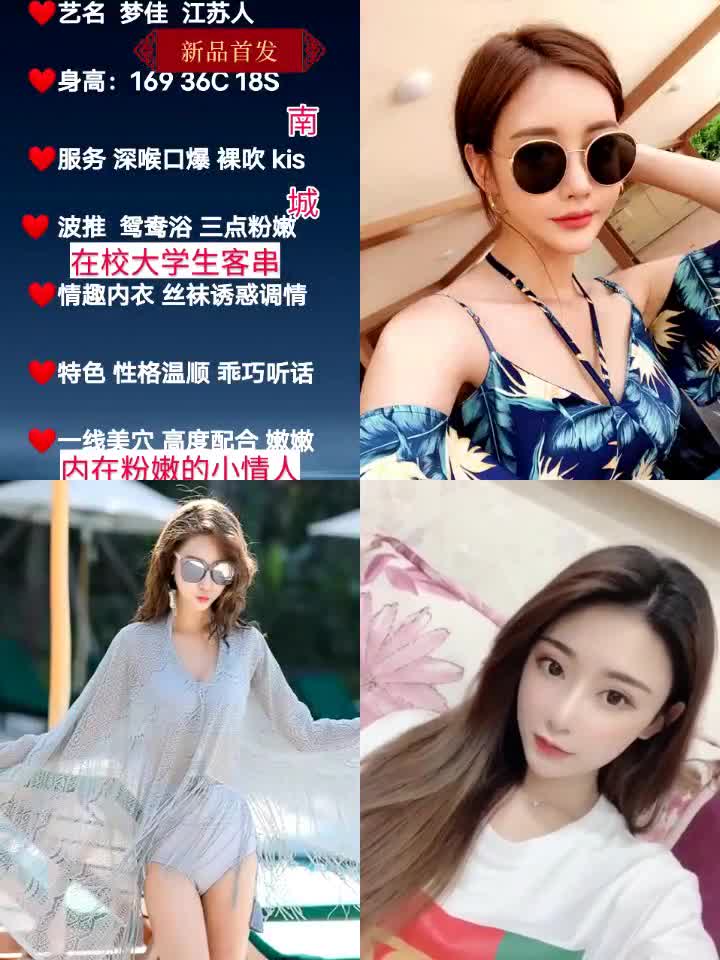 艺名 梦佳 江苏人
新品首发
身高：169 36C 18S
南
服务 深喉口爆 裸吹 kis
城
波推 鸳鸯浴 三点粉嫩
在校大学生客串
情趣内衣 丝袜诱惑调情
特色 性格温顺 乖巧听话
一线美穴 高度配合 嫩嫩
内在粉嫩的小情人